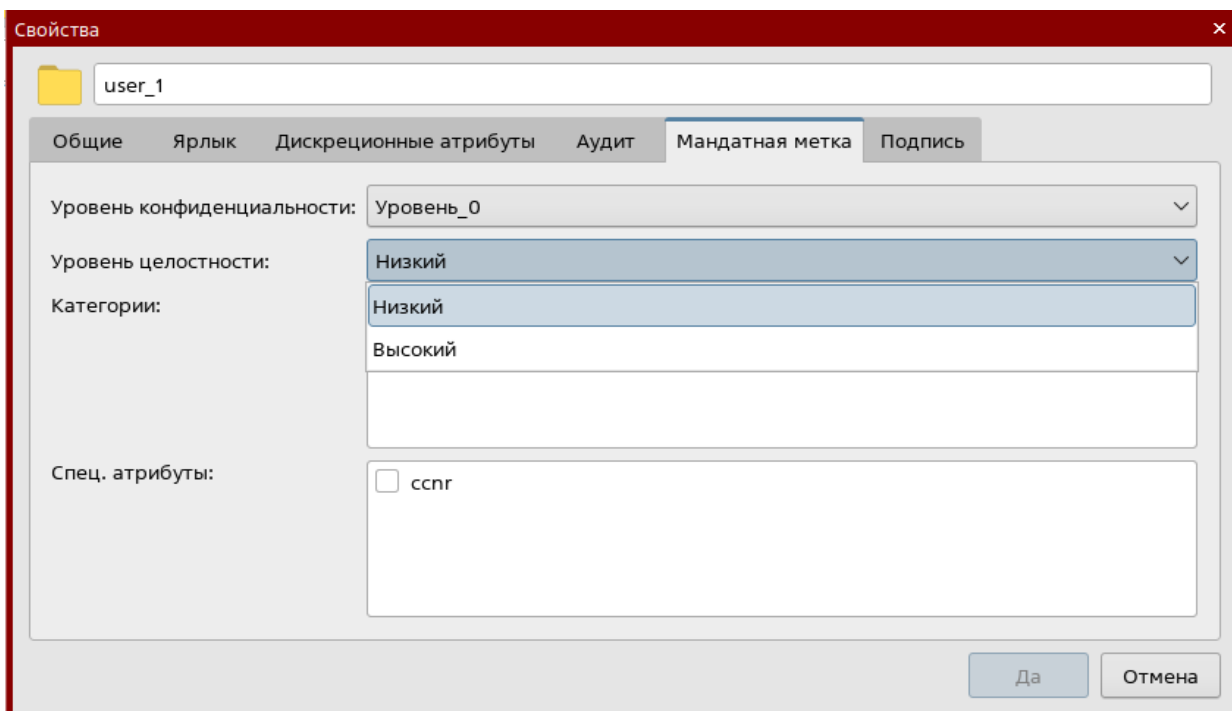 Свойства
user_1
Общие Ярлык Дискреционные атрибуты Аудит Мандатная метка Подпись
Уровень конфиденциальности: Уровень_0
Уровень целостности: Низкий
Категории: Низкий
Высокий
Спец. атрибуты: ccnr
Да Отмена